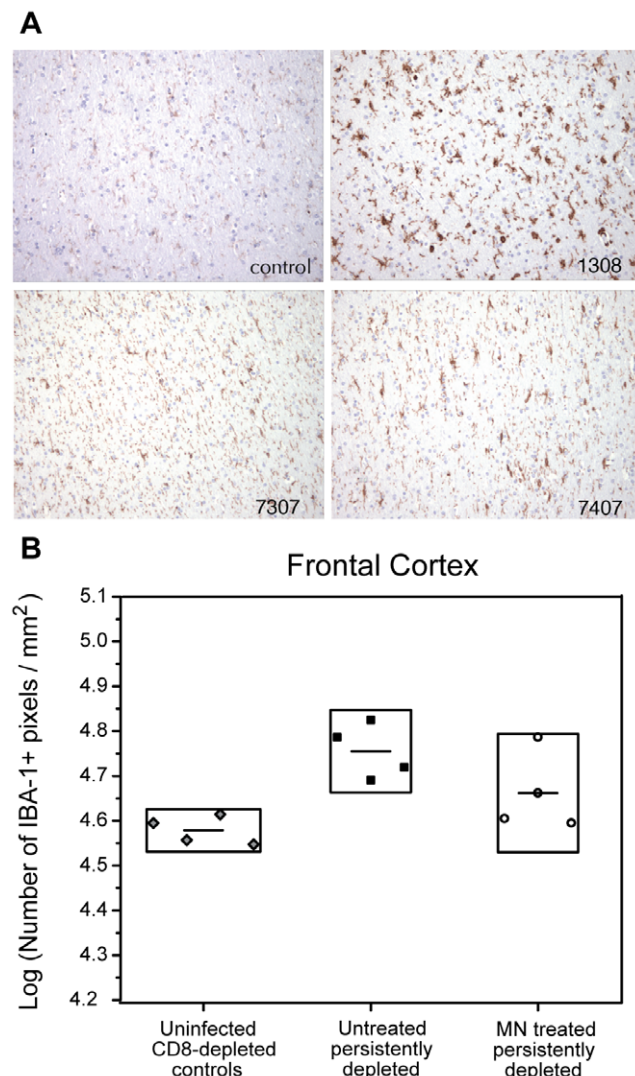 A
control
1308
7307
7407
B
Frontal Cortex
Log (Number of IBA-1+ pixels / mm²)
5.1
5.0
4.9
4.8
4.7
4.6
4.5
4.4
4.3
4.2
Uninfected
CD8-depleted
controls
Untreated
persistently
depleted
MN treated
persistently
depleted